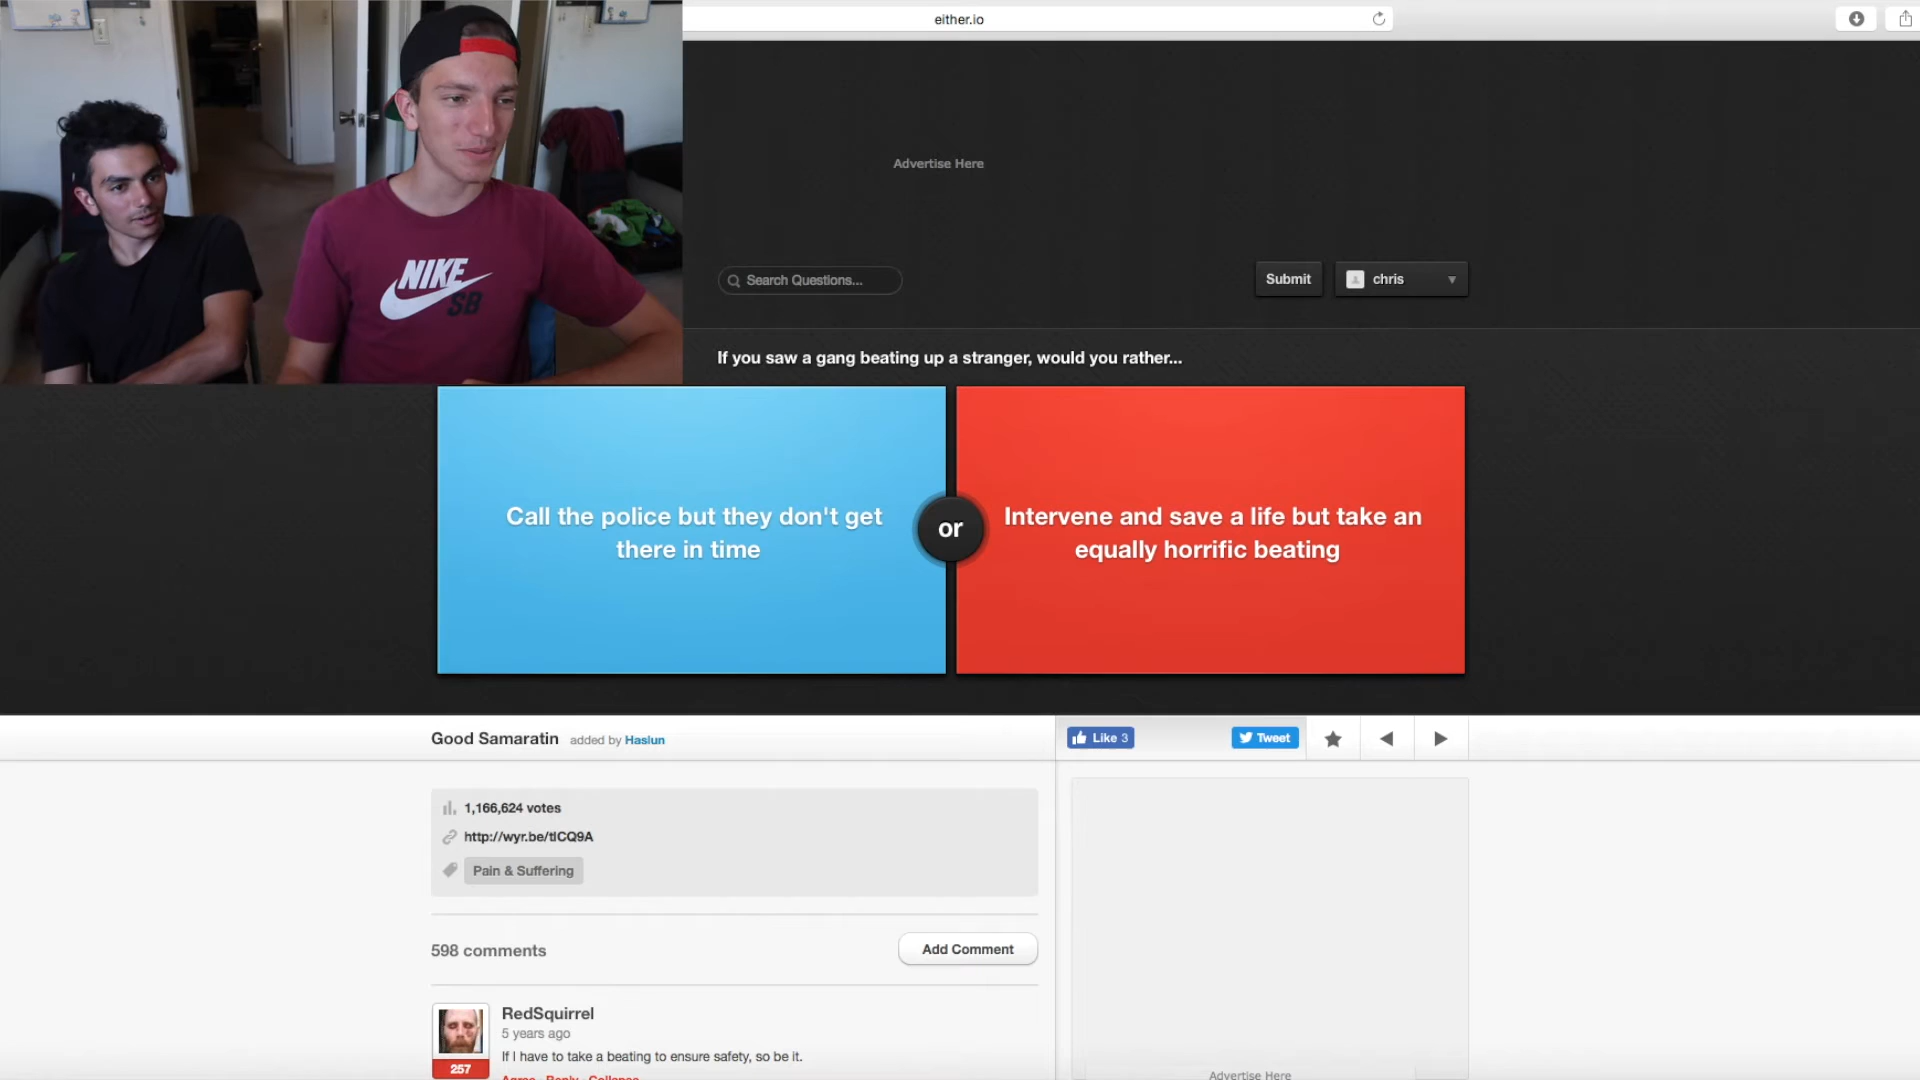 either.io
Advertise Here
NIKE
SB
Search Questions...
Submit
chris
If you saw a gang beating up a stranger, would you rather...
Call the police but they don't get
there in time
or
Intervene and save a life but take an
equally horrific beating
Good Samaratin added by Haslun
Like 3
Tweet
1,166,624 votes
http://wyr.be/tlCQ9A
Pain & Suffering
598 comments
Add Comment
RedSquirrel
5 years ago
If I have to take a beating to ensure safety, so be it.
257
Agree Reply Collapse
Advertise Here